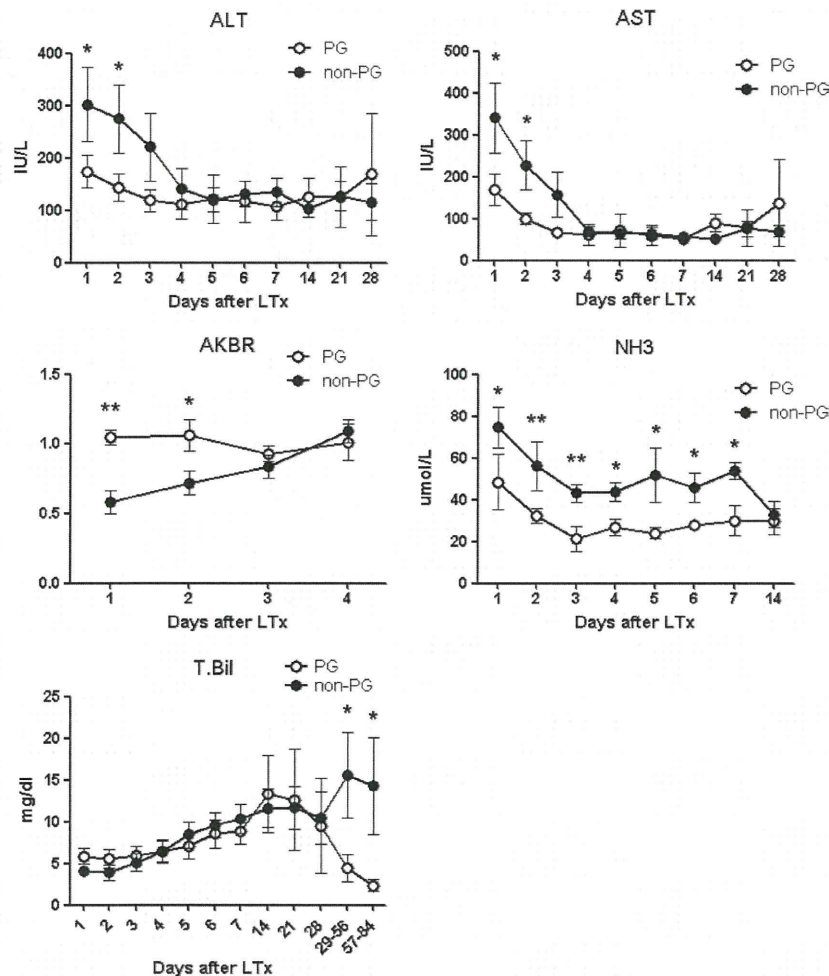 ALT
PG
non-PG
* *
400
300
200
100
0
IU/L
1 2 3 4 5 6 7 14 21 28
Days after LTx
AST
PG
non-PG
* *
500
400
300
200
100
0
IU/L
1 2 3 4 5 6 7 14 21 28
Days after LTx
AKBR
PG
non-PG
** *
1.5
1.0
0.5
0.0
1 2 3 4
Days after LTx
NH3
PG
non-PG
* ** ** * * * *
100
80
60
40
20
0
umol/L
1 2 3 4 5 6 7 14
Days after LTx
T.Bil
PG
non-PG
* *
25
20
15
10
5
0
mg/dl
1 2 3 4 5 6 7 14 21 28 29-56 57-84
Days after LTx